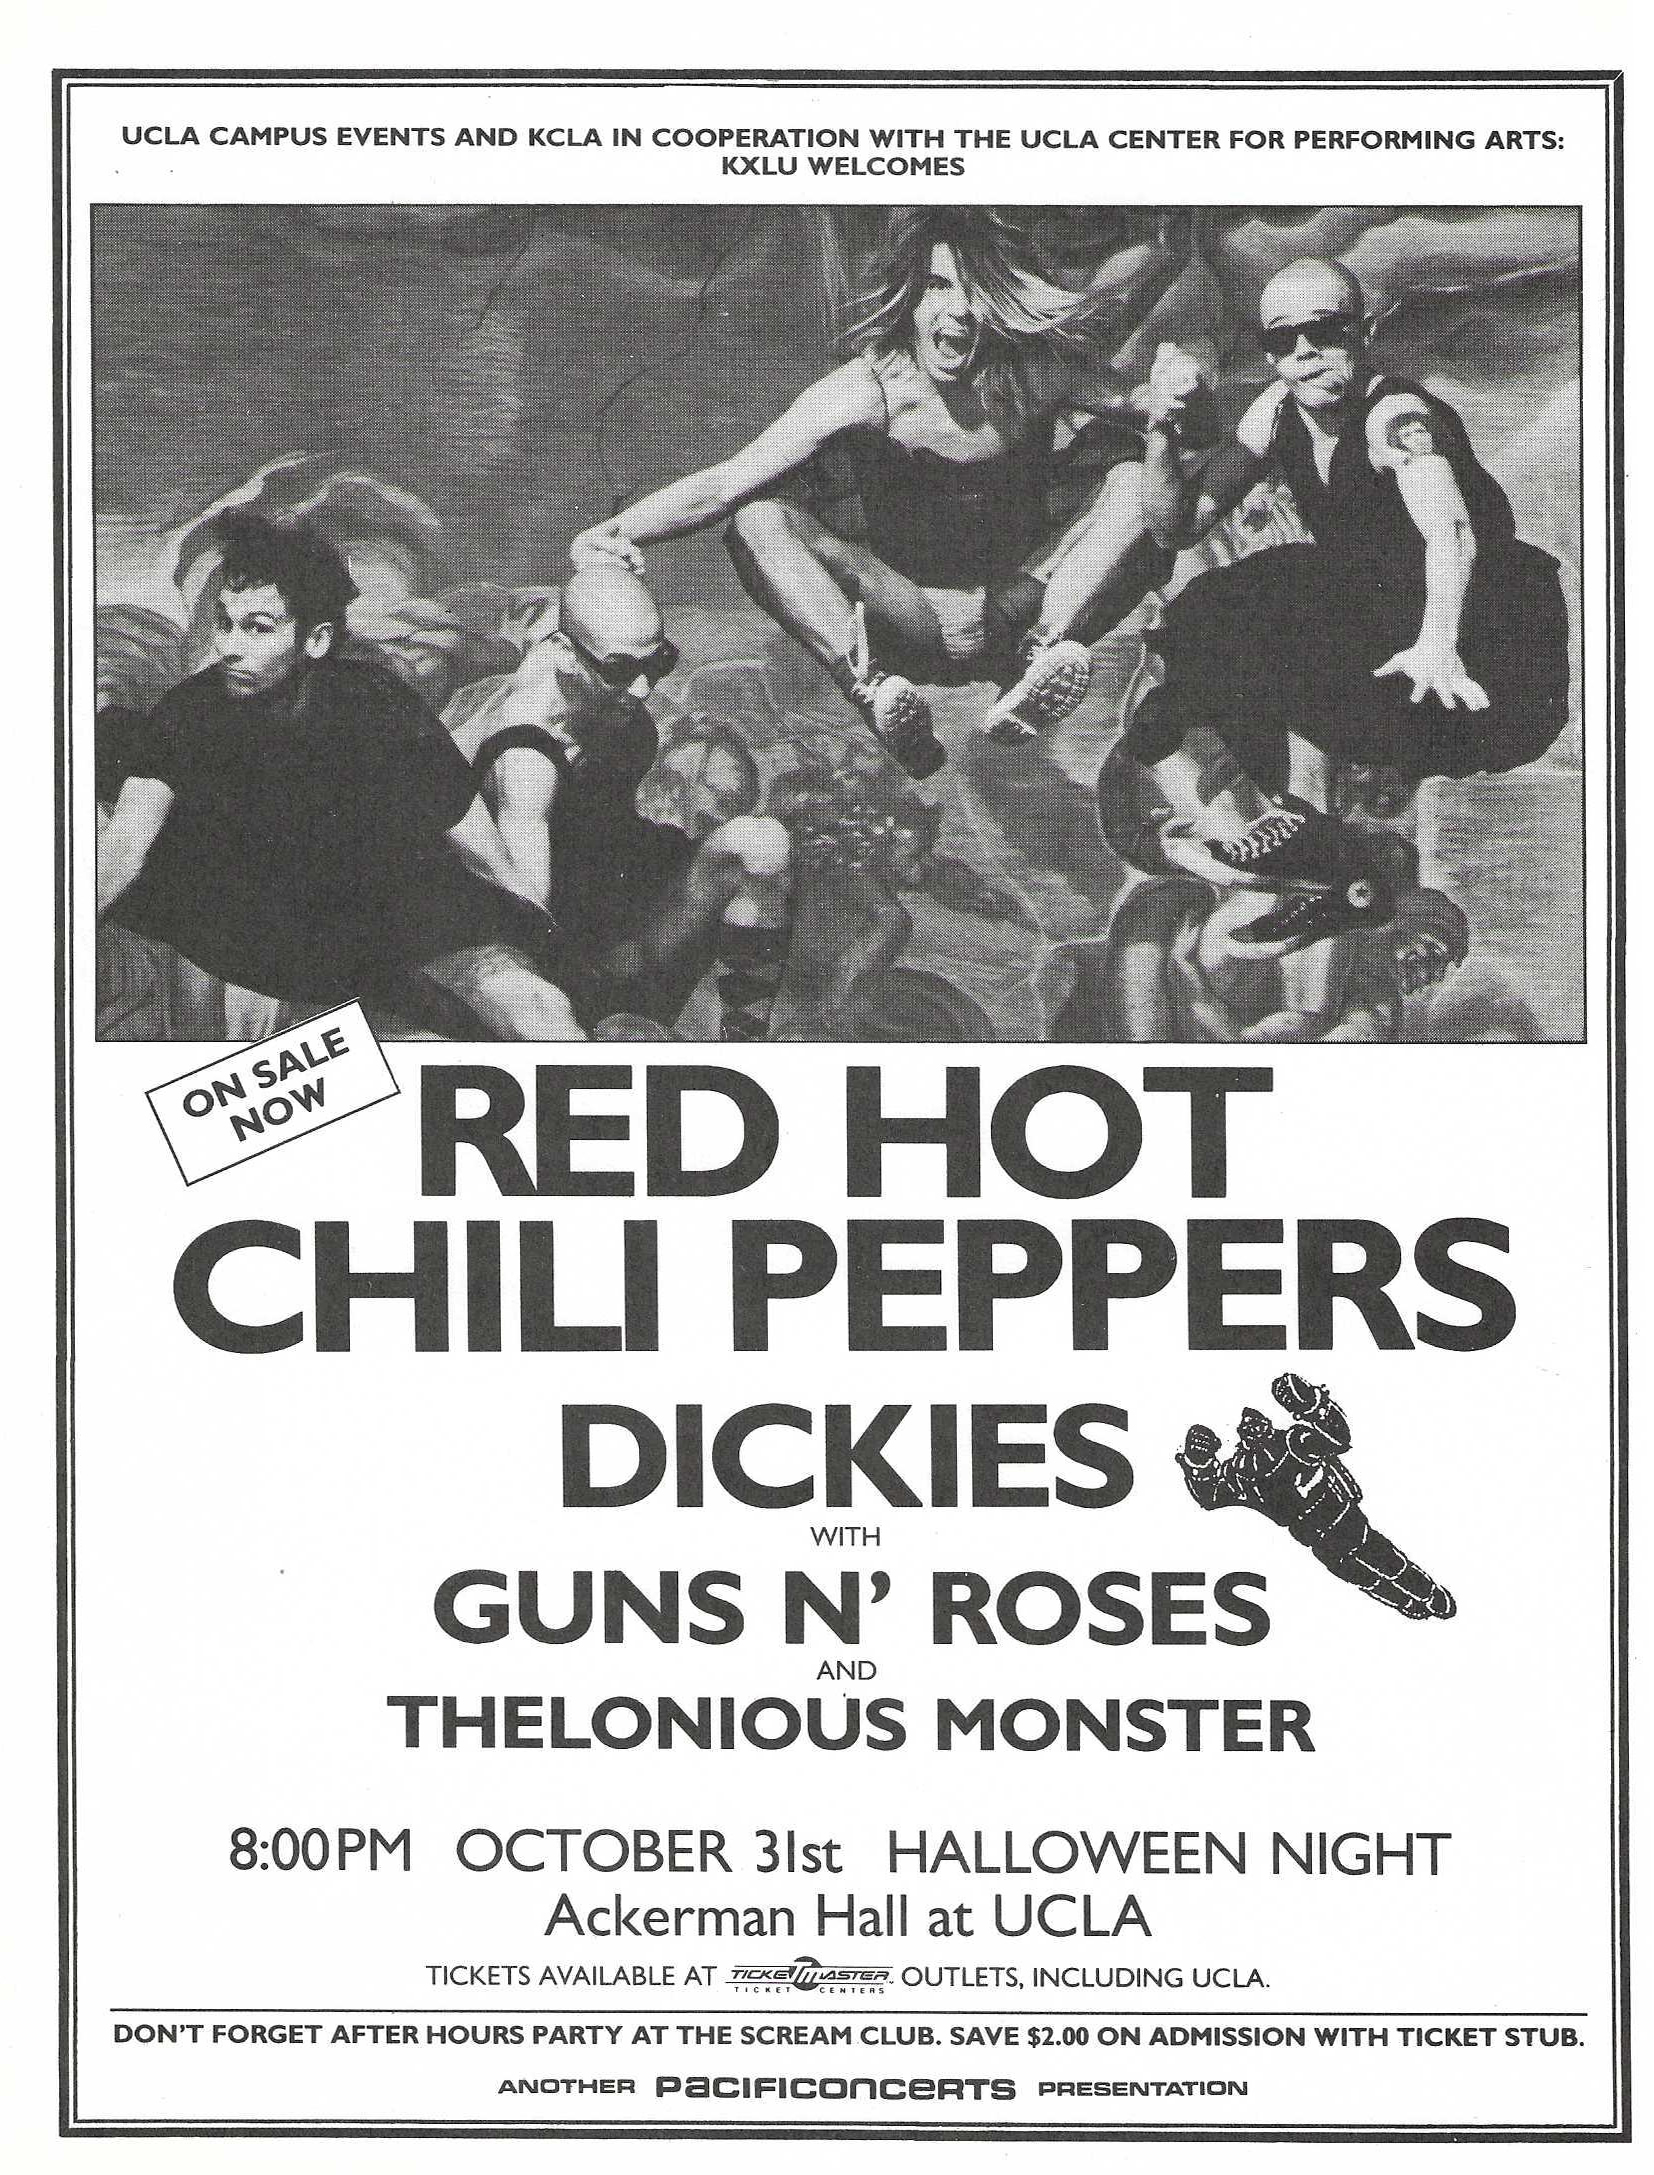 UCLA CAMPUS EVENTS AND KCLA IN COOPERATION WITH THE UCLA CENTER FOR PERFORMING ARTS:
KXLU WELCOMES
ON SALE
NOW
RED HOT
CHILI PEPPERS
DICKIES
WITH
GUNS N' ROSES
AND
THELONIOUS MONSTER
8:00PM OCTOBER 31st HALLOWEEN NIGHT
Ackerman Hall at UCLA
TICKETS AVAILABLE AT TICKETMASTER TICKET CENTERS OUTLETS, INCLUDING UCLA.
DON'T FORGET AFTER HOURS PARTY AT THE SCREAM CLUB. SAVE $2.00 ON ADMISSION WITH TICKET STUB.
ANOTHER PACIFICONCERTS PRESENTATION